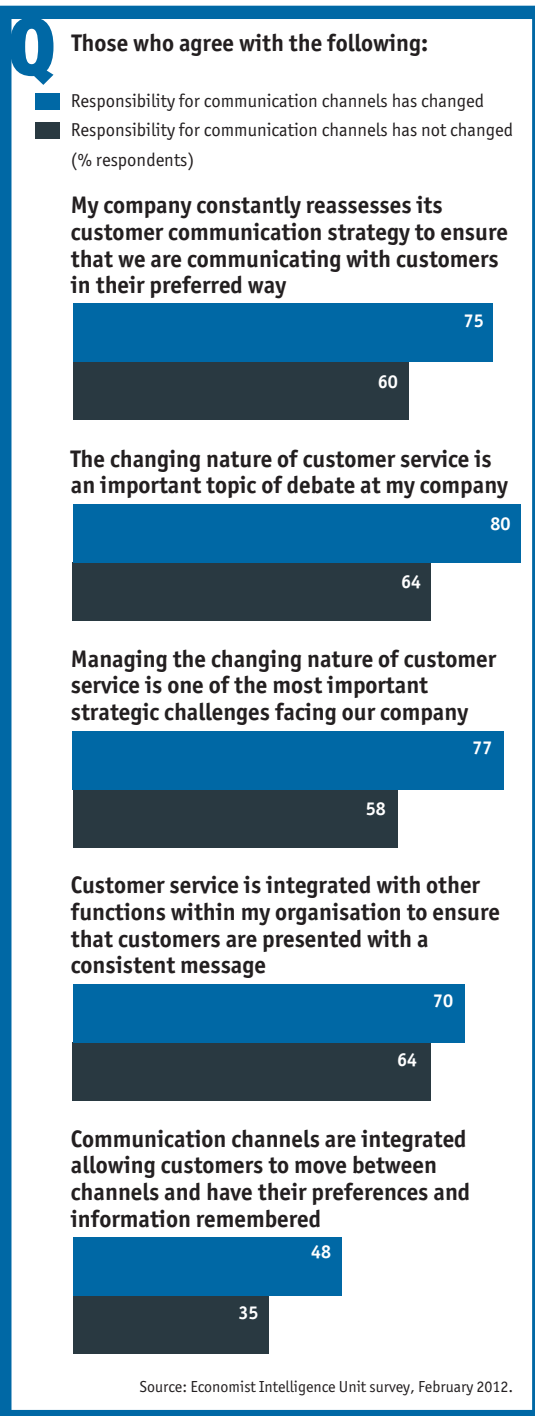 Q
Those who agree with the following:
Responsibility for communication channels has changed
Responsibility for communication channels has not changed
(% respondents)
My company constantly reassesses its
customer communication strategy to ensure
that we are communicating with customers
in their preferred way
75
60
The changing nature of customer service is
an important topic of debate at my company
80
64
Managing the changing nature of customer
service is one of the most important
strategic challenges facing our company
77
58
Customer service is integrated with other
functions within my organisation to ensure
that customers are presented with a
consistent message
70
64
Communication channels are integrated
allowing customers to move between
channels and have their preferences and
information remembered
48
35
Source: Economist Intelligence Unit survey, February 2012.